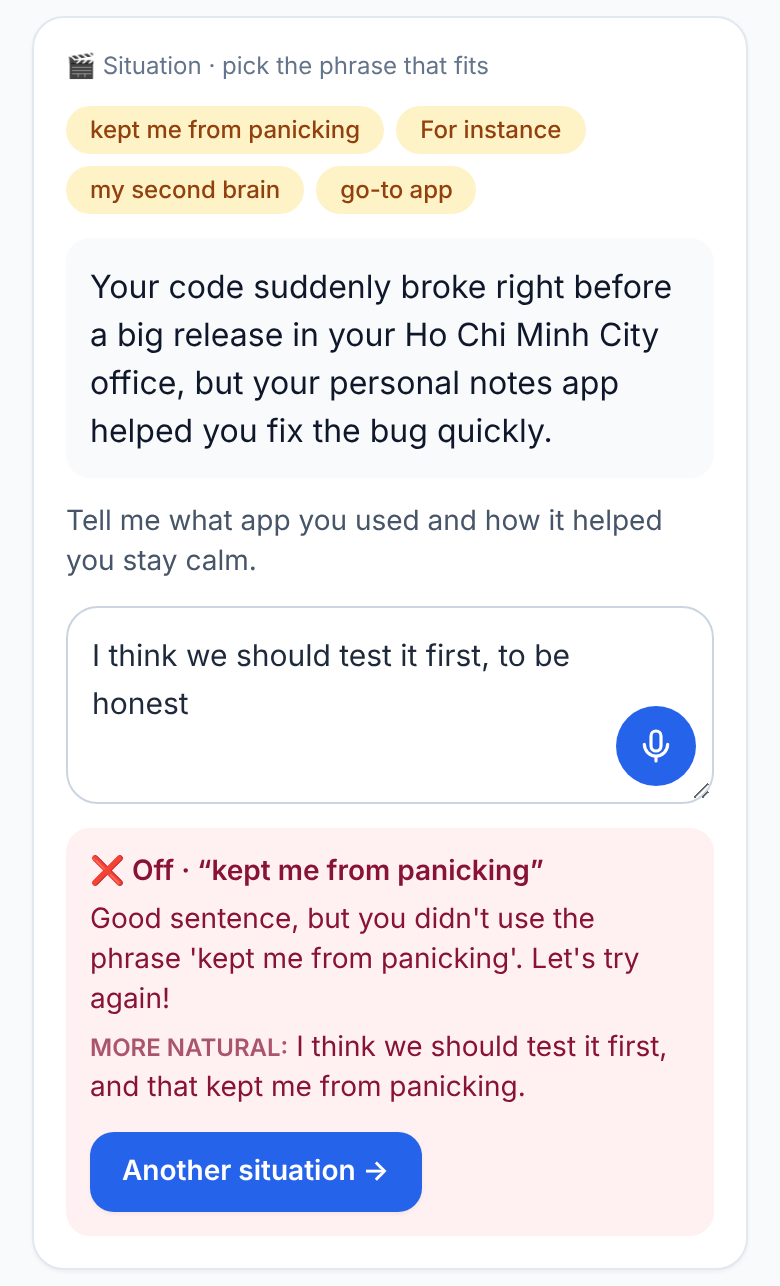 🎬 Situation · pick the phrase that fits
kept me from panicking
For instance
my second brain
go-to app
Your code suddenly broke right before
a big release in your Ho Chi Minh City
office, but your personal notes app
helped you fix the bug quickly.
Tell me what app you used and how it helped
you stay calm.
I think we should test it first, to be
honest
❌ Off · “kept me from panicking”
Good sentence, but you didn't use the
phrase 'kept me from panicking'. Let's try
again!
MORE NATURAL: I think we should test it first,
and that kept me from panicking.
Another situation →